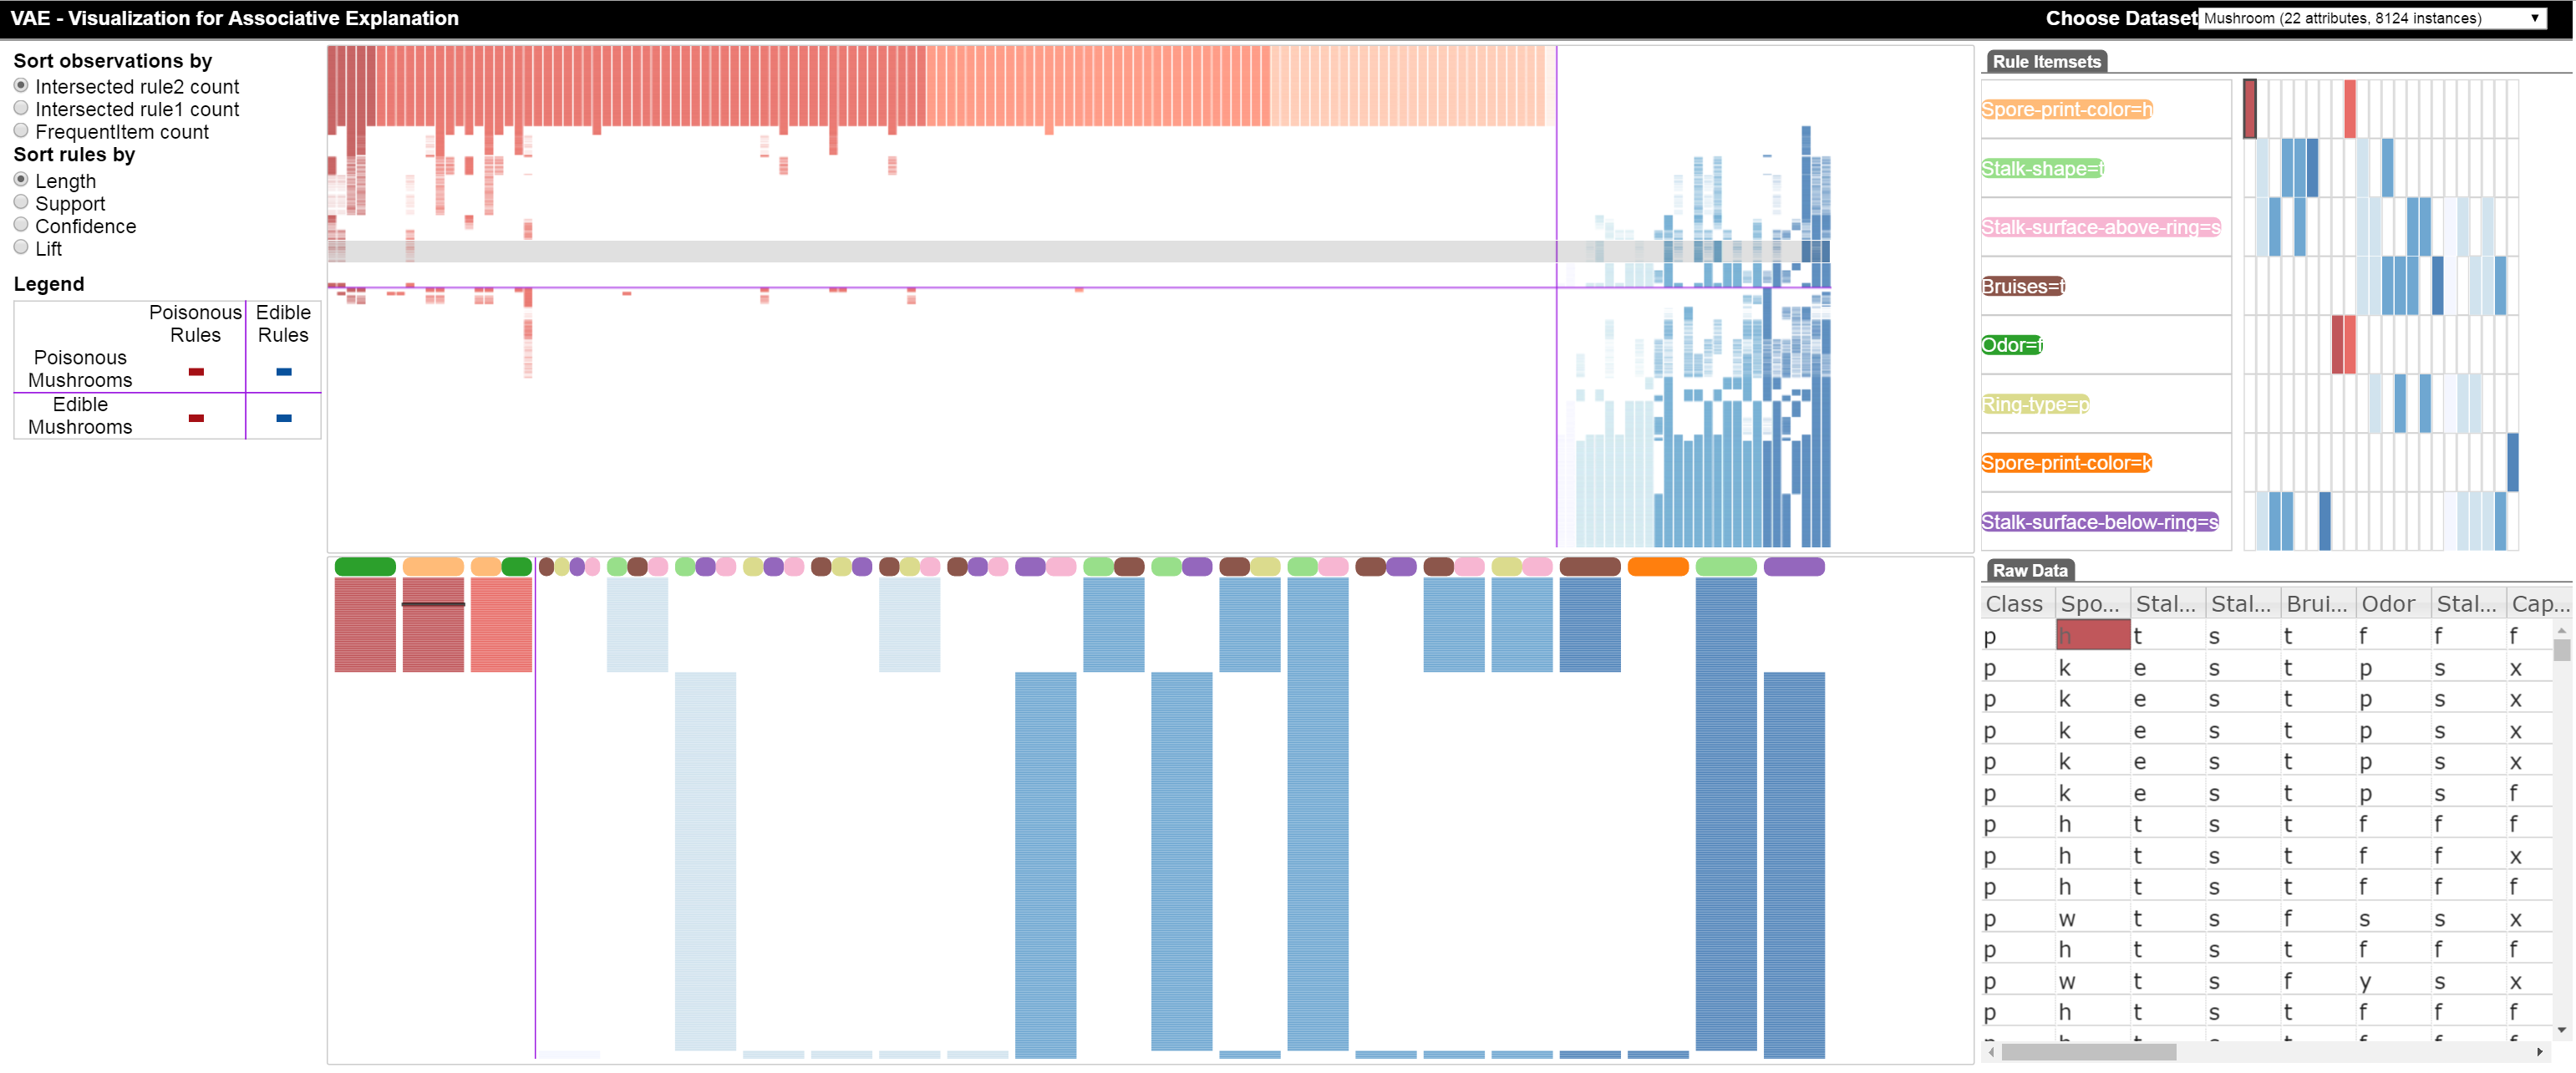 VAE - Visualization for Associative Explanation
Choose Dataset Mushroom (22 attributes, 8124 instances)
Sort observations by
Intersected rule2 count
Intersected rule1 count
FrequentItem count
Sort rules by
Length
Support
Confidence
Lift
Legend
Poisonous Rules
Edible Rules
Poisonous Mushrooms
Edible Mushrooms
Rule Itemsets
Spore-print-color=h
Stalk-shape=t
Stalk-surface-above-ring=s
Bruises=t
Odor=f
Ring-type=p
Spore-print-color=k
Stalk-surface-below-ring=s
Raw Data
Class Spo... Stal... Stal... Brui... Odor Stal... Cap...
p h t s t f f f
p k e s t p s x
p k e s t p s x
p k e s t p s x
p k e s t p s x
p k e s t p s f
p h t s t f f f
p h t s t f f x
p h t s t f f f
p w t s f s s x
p h t s t f f f
p w t s f y s x
p h t s t f f f